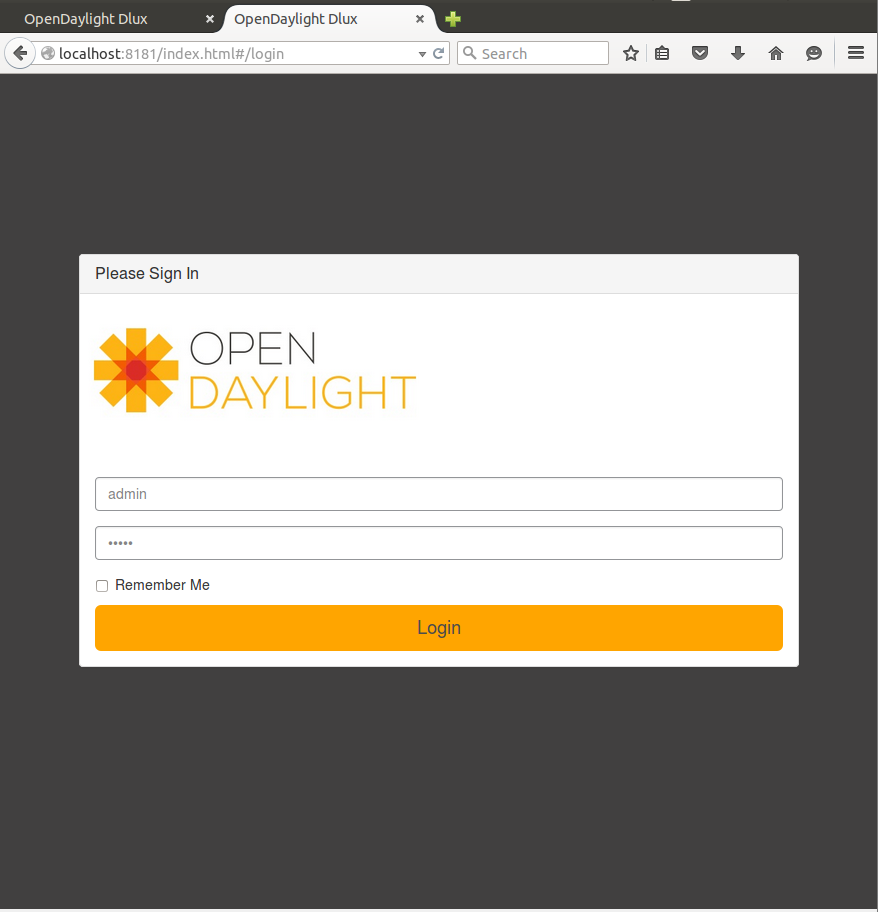 OpenDaylight Dlux
OpenDaylight Dlux
localhost:8181/index.html#/login
Search
Please Sign In
OPEN
DAYLIGHT
admin
•••••
Remember Me
Login